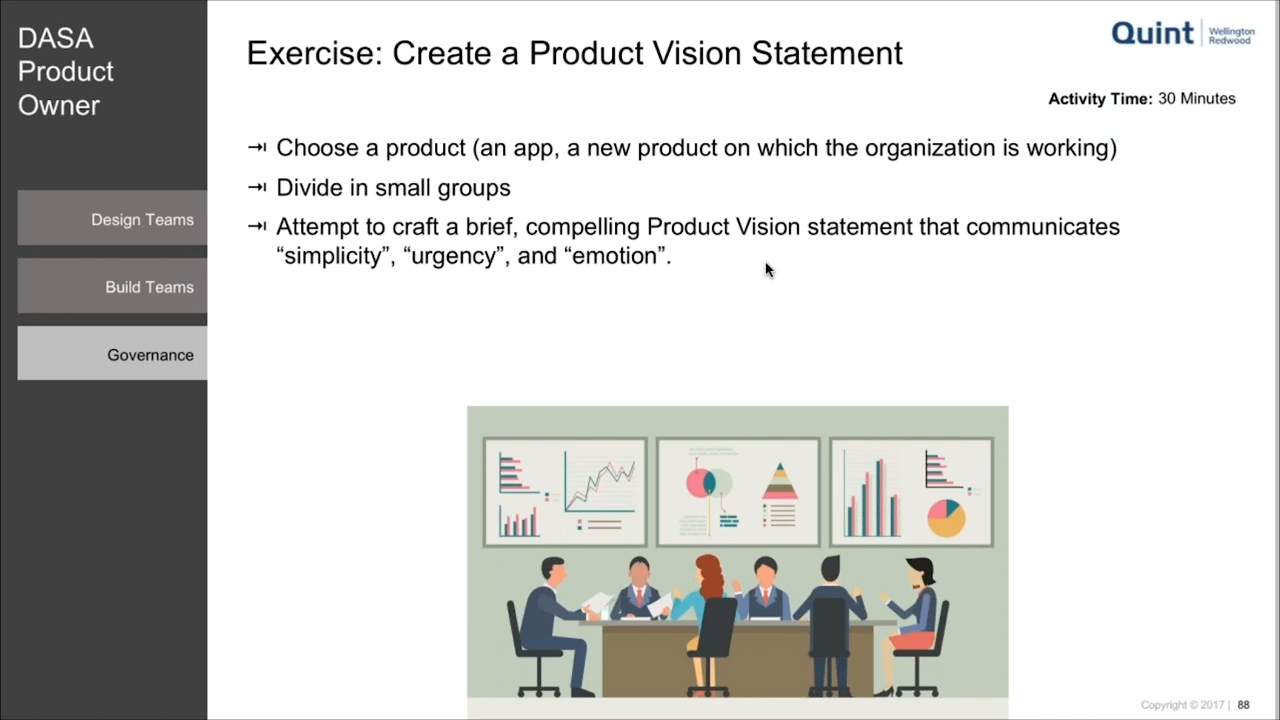 DASA
Product
Owner
Design Teams
Build Teams
Governance
Exercise: Create a Product Vision Statement
Quint
Wellington
Redwood
Activity Time: 30 Minutes
→ı Choose a product (an app, a new product on which the organization is working)
→ı Divide in small groups
→ı Attempt to craft a brief, compelling Product Vision statement that communicates
“simplicity”, “urgency”, and “emotion”.
Copyright © 2017 | 88